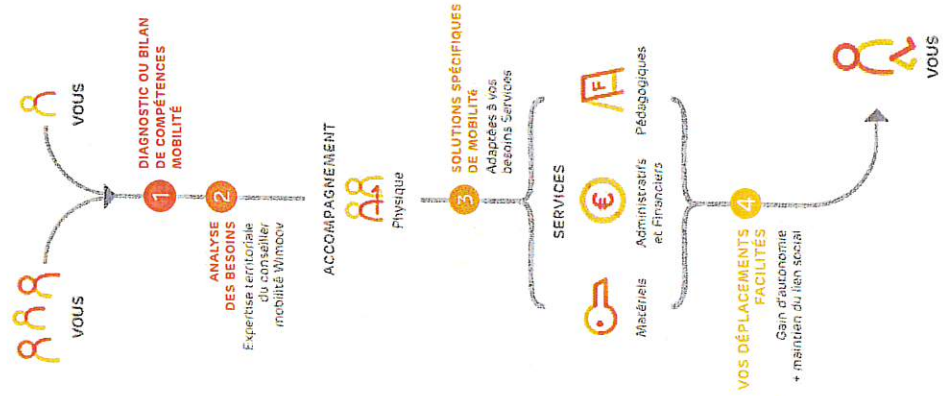 VOUS
VOUS
1
DIAGNOSTIC OU BILAN
DE COMPÉTENCES
MOBILITÉ
2
ANALYSE
DES BESOINS
Expertise territoriale
du conseiller
mobilité Wimoov
ACCOMPAGNEMENT
Physique
3
SOLUTIONS SPÉCIFIQUES
DE MOBILITÉ
Adaptées à vos
besoins Services
SERVICES
Matériels
€
Administratifs
et Financiers
F
Pédagogiques
4
VOS DÉPLACEMENTS
FACILITÉS
Gain d'autonomie
+ maintien du lien social
VOUS